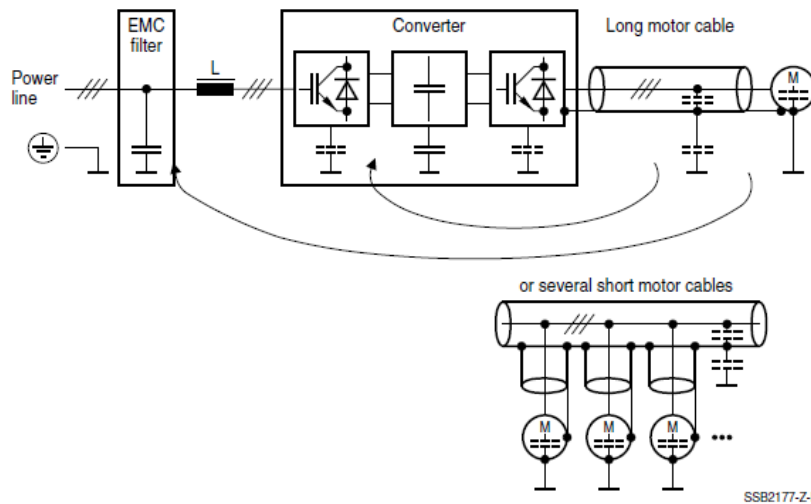 EMC
filter
Converter
Long motor cable
Power
line
L
M
or several short motor cables
M
M
M
SSB2177-Z-